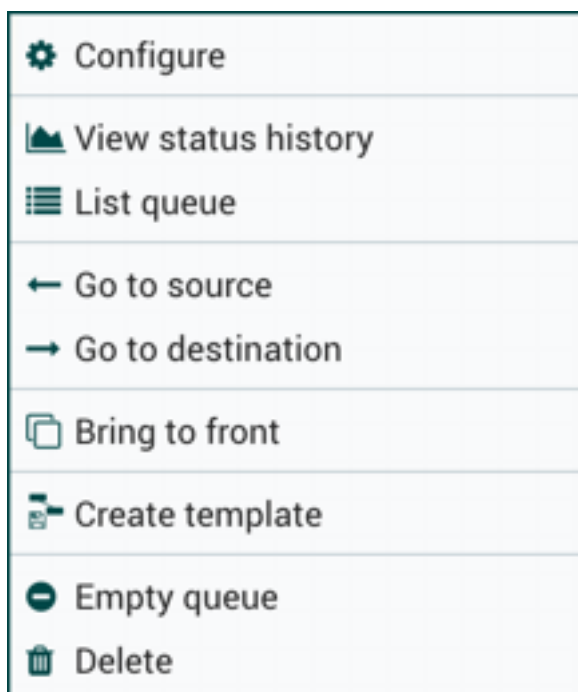 Configure
View status history
List queue
Go to source
Go to destination
Bring to front
Create template
Empty queue
Delete